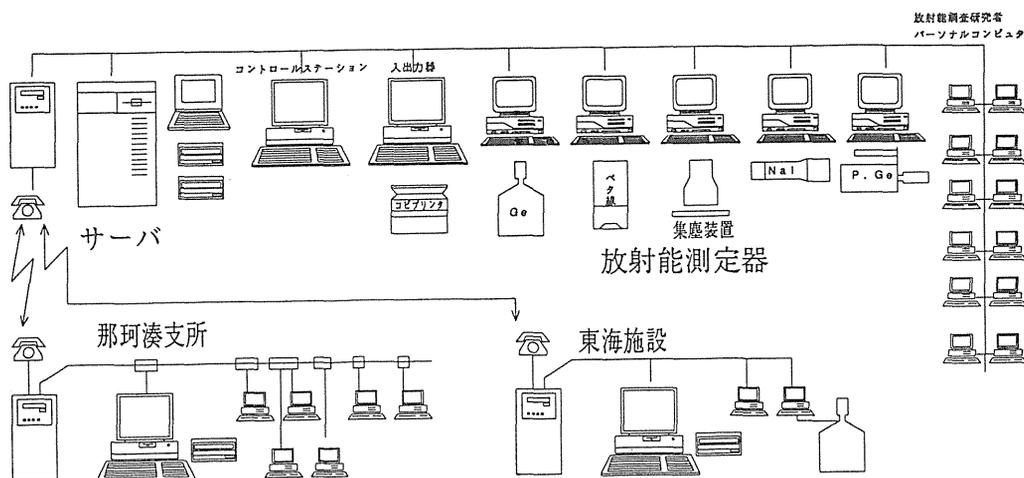 放射能調査研究者
パーソナルコンピュタ
コントロールステーション
入出力器
コピプリンタ
Ge
ベタ線
集塵装置
NaI
P.Ge
サーバ
放射能測定器
那珂湊支所
東海施設